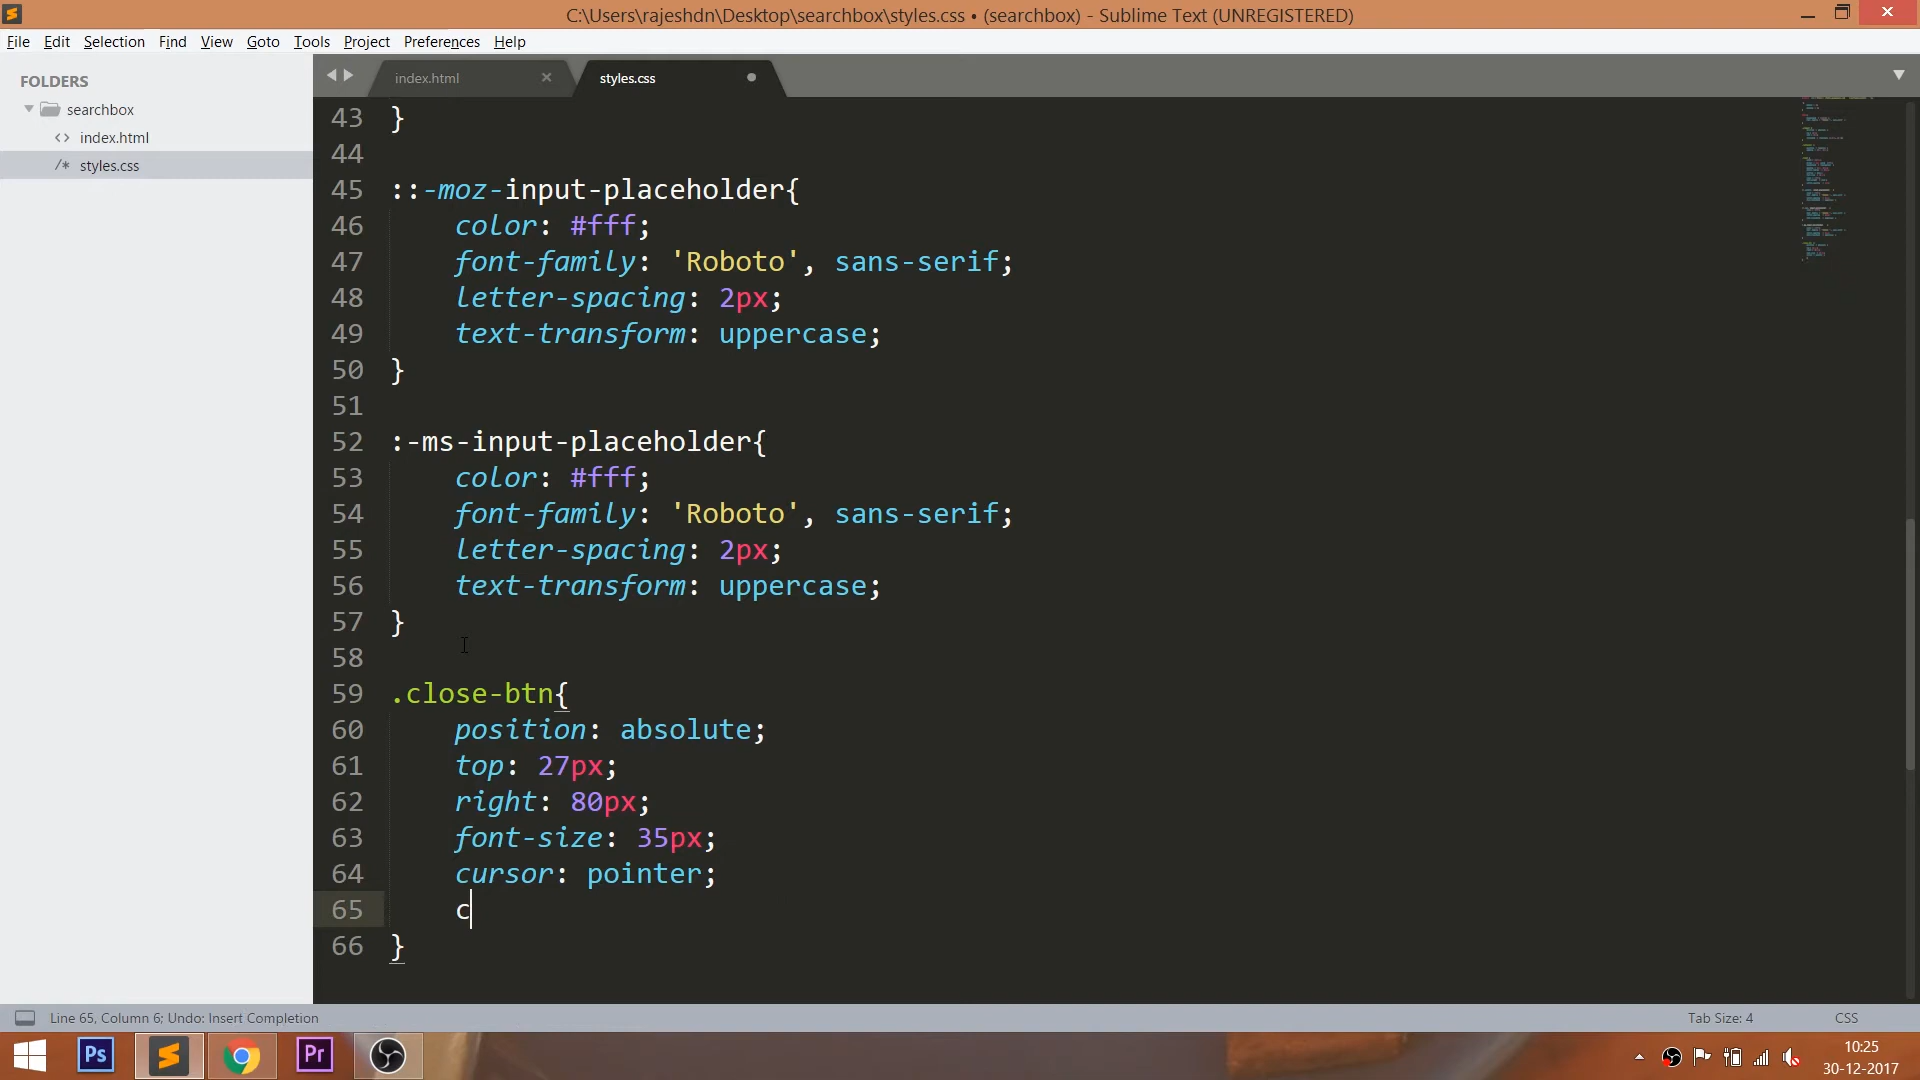 C:\Users\rajeshdn\Desktop\searchbox\styles.css • (searchbox) - Sublime Text (UNREGISTERED)
File Edit Selection Find View Goto Tools Project Preferences Help
FOLDERS
searchbox
<> index.html
/* styles.css
index.html × styles.css
43 }
44
45 ::-moz-input-placeholder{
46 color: #fff;
47 font-family: 'Roboto', sans-serif;
48 letter-spacing: 2px;
49 text-transform: uppercase;
50 }
51
52 :-ms-input-placeholder{
53 color: #fff;
54 font-family: 'Roboto', sans-serif;
55 letter-spacing: 2px;
56 text-transform: uppercase;
57 }
58
59 .close-btn{
60 position: absolute;
61 top: 27px;
62 right: 80px;
63 font-size: 35px;
64 cursor: pointer;
65 c
66 }
Line 65, Column 6; Undo: Insert Completion Tab Size: 4 CSS
Ps Pr
10:25
30-12-2017